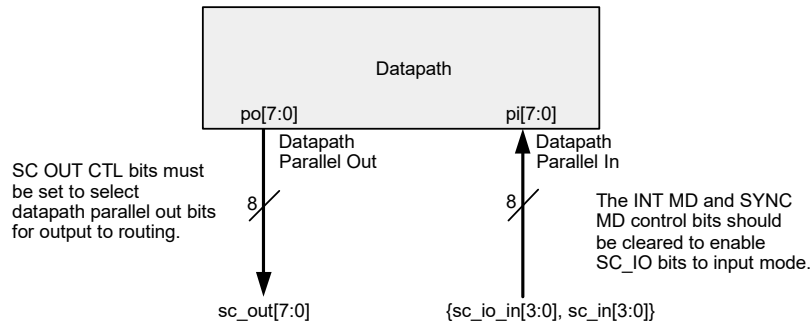 Datapath
po[7:0]
pi[7:0]
Datapath
Parallel Out
Datapath
Parallel In
SC OUT CTL bits must
be set to select
datapath parallel out bits
for output to routing.
8
8
The INT MD and SYNC
MD control bits should
be cleared to enable
SC_IO bits to input mode.
sc_out[7:0]
{sc_io_in[3:0], sc_in[3:0]}